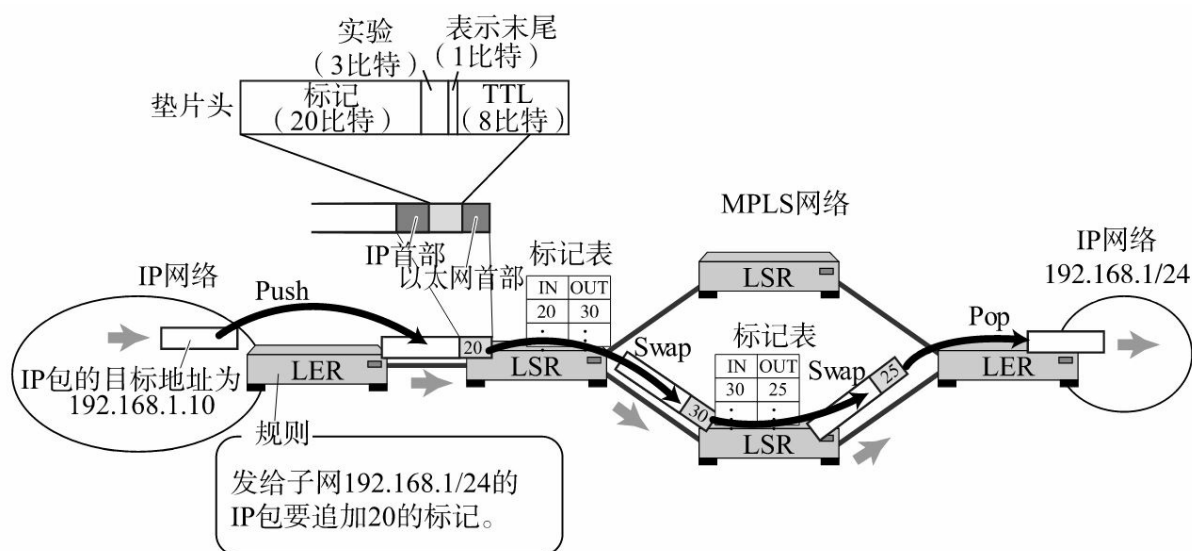 实验
（3比特）
表示末尾
（1比特）
垫片头
标记
（20比特）
TTL
（8比特）
IP首部
以太网首部
MPLS网络
IP网络
192.168.1/24
IP网络
Push
标记表
IN OUT
20 30
LSR
Pop
标记表
IN OUT
30 25
Swap
Swap
20
30
25
IP包的目标地址为
192.168.1.10
LER
LSR
LSR
LER
规则
发给子网192.168.1/24的
IP包要追加20的标记。